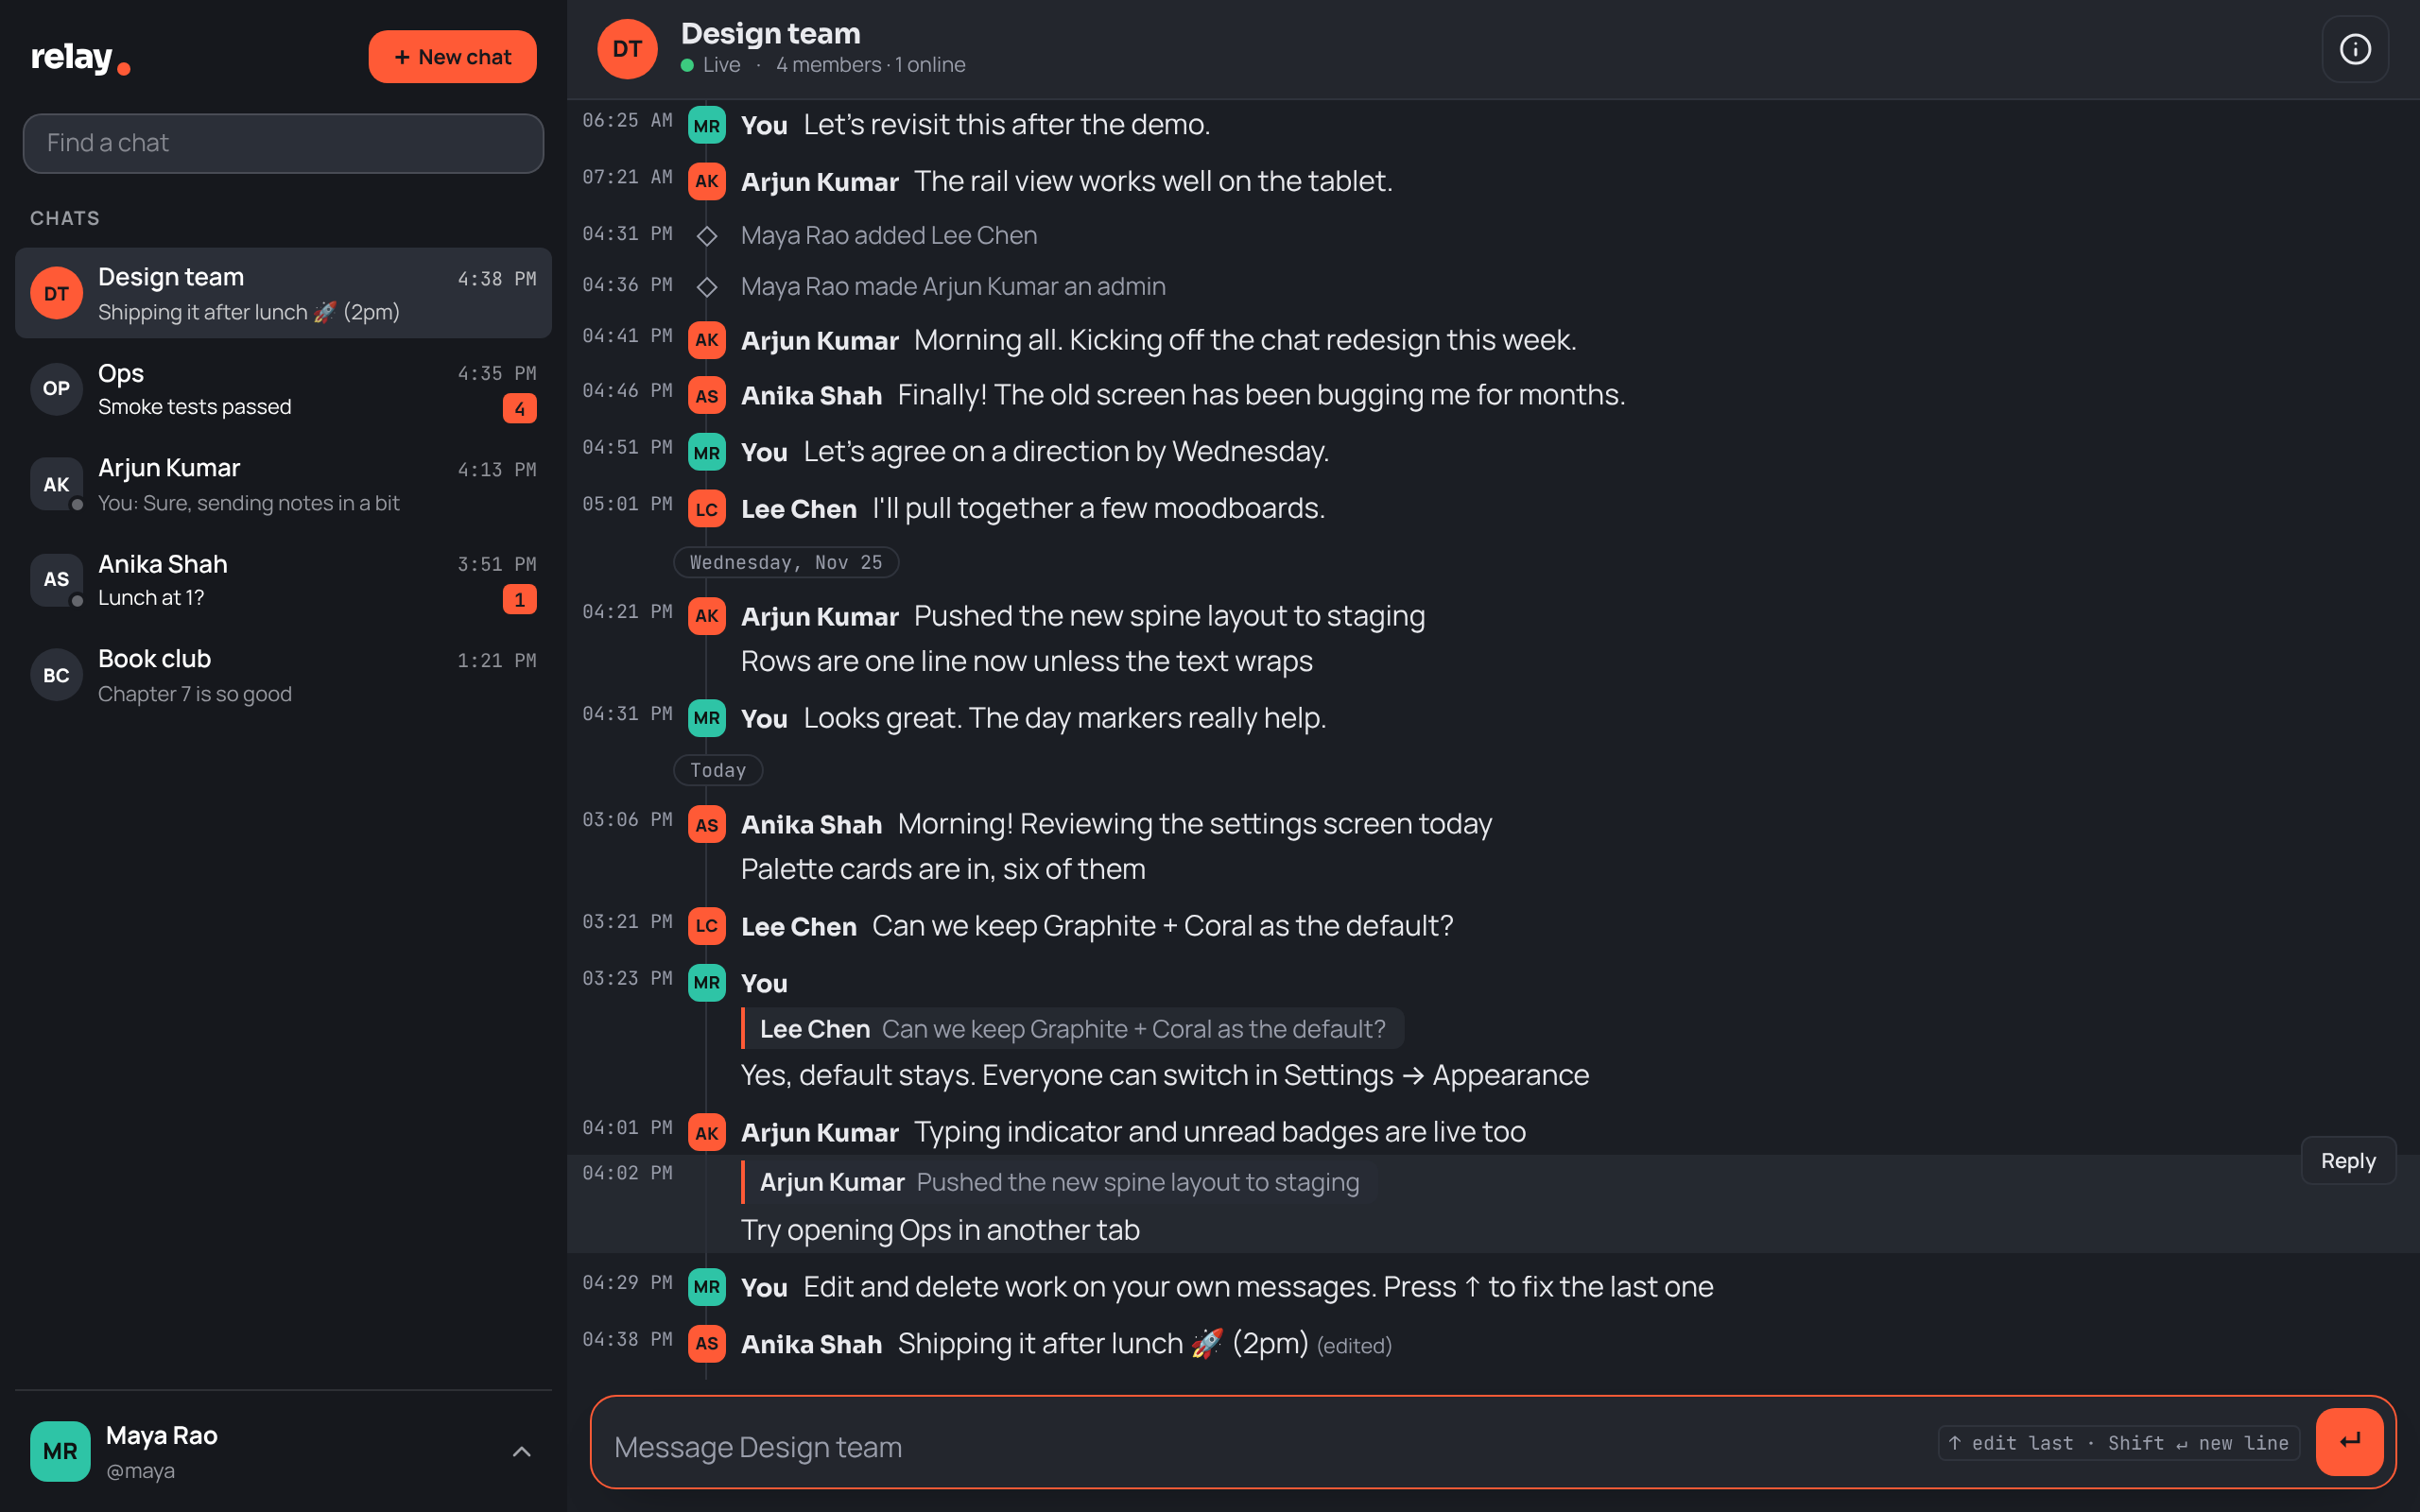 relay.
+ New chat
Find a chat
CHATS
DT Design team 4:38 PM
Shipping it after lunch 🚀 (2pm)
OP Ops 4:35 PM
Smoke tests passed 4
AK Arjun Kumar 4:13 PM
You: Sure, sending notes in a bit
AS Anika Shah 3:51 PM
Lunch at 1? 1
BC Book club 1:21 PM
Chapter 7 is so good
MR Maya Rao
@maya
DT Design team
Live · 4 members · 1 online
06:25 AM MR You Let's revisit this after the demo.
07:21 AM AK Arjun Kumar The rail view works well on the tablet.
04:31 PM Maya Rao added Lee Chen
04:36 PM Maya Rao made Arjun Kumar an admin
04:41 PM AK Arjun Kumar Morning all. Kicking off the chat redesign this week.
04:46 PM AS Anika Shah Finally! The old screen has been bugging me for months.
04:51 PM MR You Let's agree on a direction by Wednesday.
05:01 PM LC Lee Chen I'll pull together a few moodboards.
Wednesday, Nov 25
04:21 PM AK Arjun Kumar Pushed the new spine layout to staging
Rows are one line now unless the text wraps
04:31 PM MR You Looks great. The day markers really help.
Today
03:06 PM AS Anika Shah Morning! Reviewing the settings screen today
Palette cards are in, six of them
03:21 PM LC Lee Chen Can we keep Graphite + Coral as the default?
03:23 PM MR You
Lee Chen Can we keep Graphite + Coral as the default?
Yes, default stays. Everyone can switch in Settings → Appearance
04:01 PM AK Arjun Kumar Typing indicator and unread badges are live too
Reply
04:02 PM Arjun Kumar Pushed the new spine layout to staging
Try opening Ops in another tab
04:29 PM MR You Edit and delete work on your own messages. Press ↑ to fix the last one
04:38 PM AS Anika Shah Shipping it after lunch 🚀 (2pm) (edited)
Message Design team
↑ edit last · Shift ↵ new line